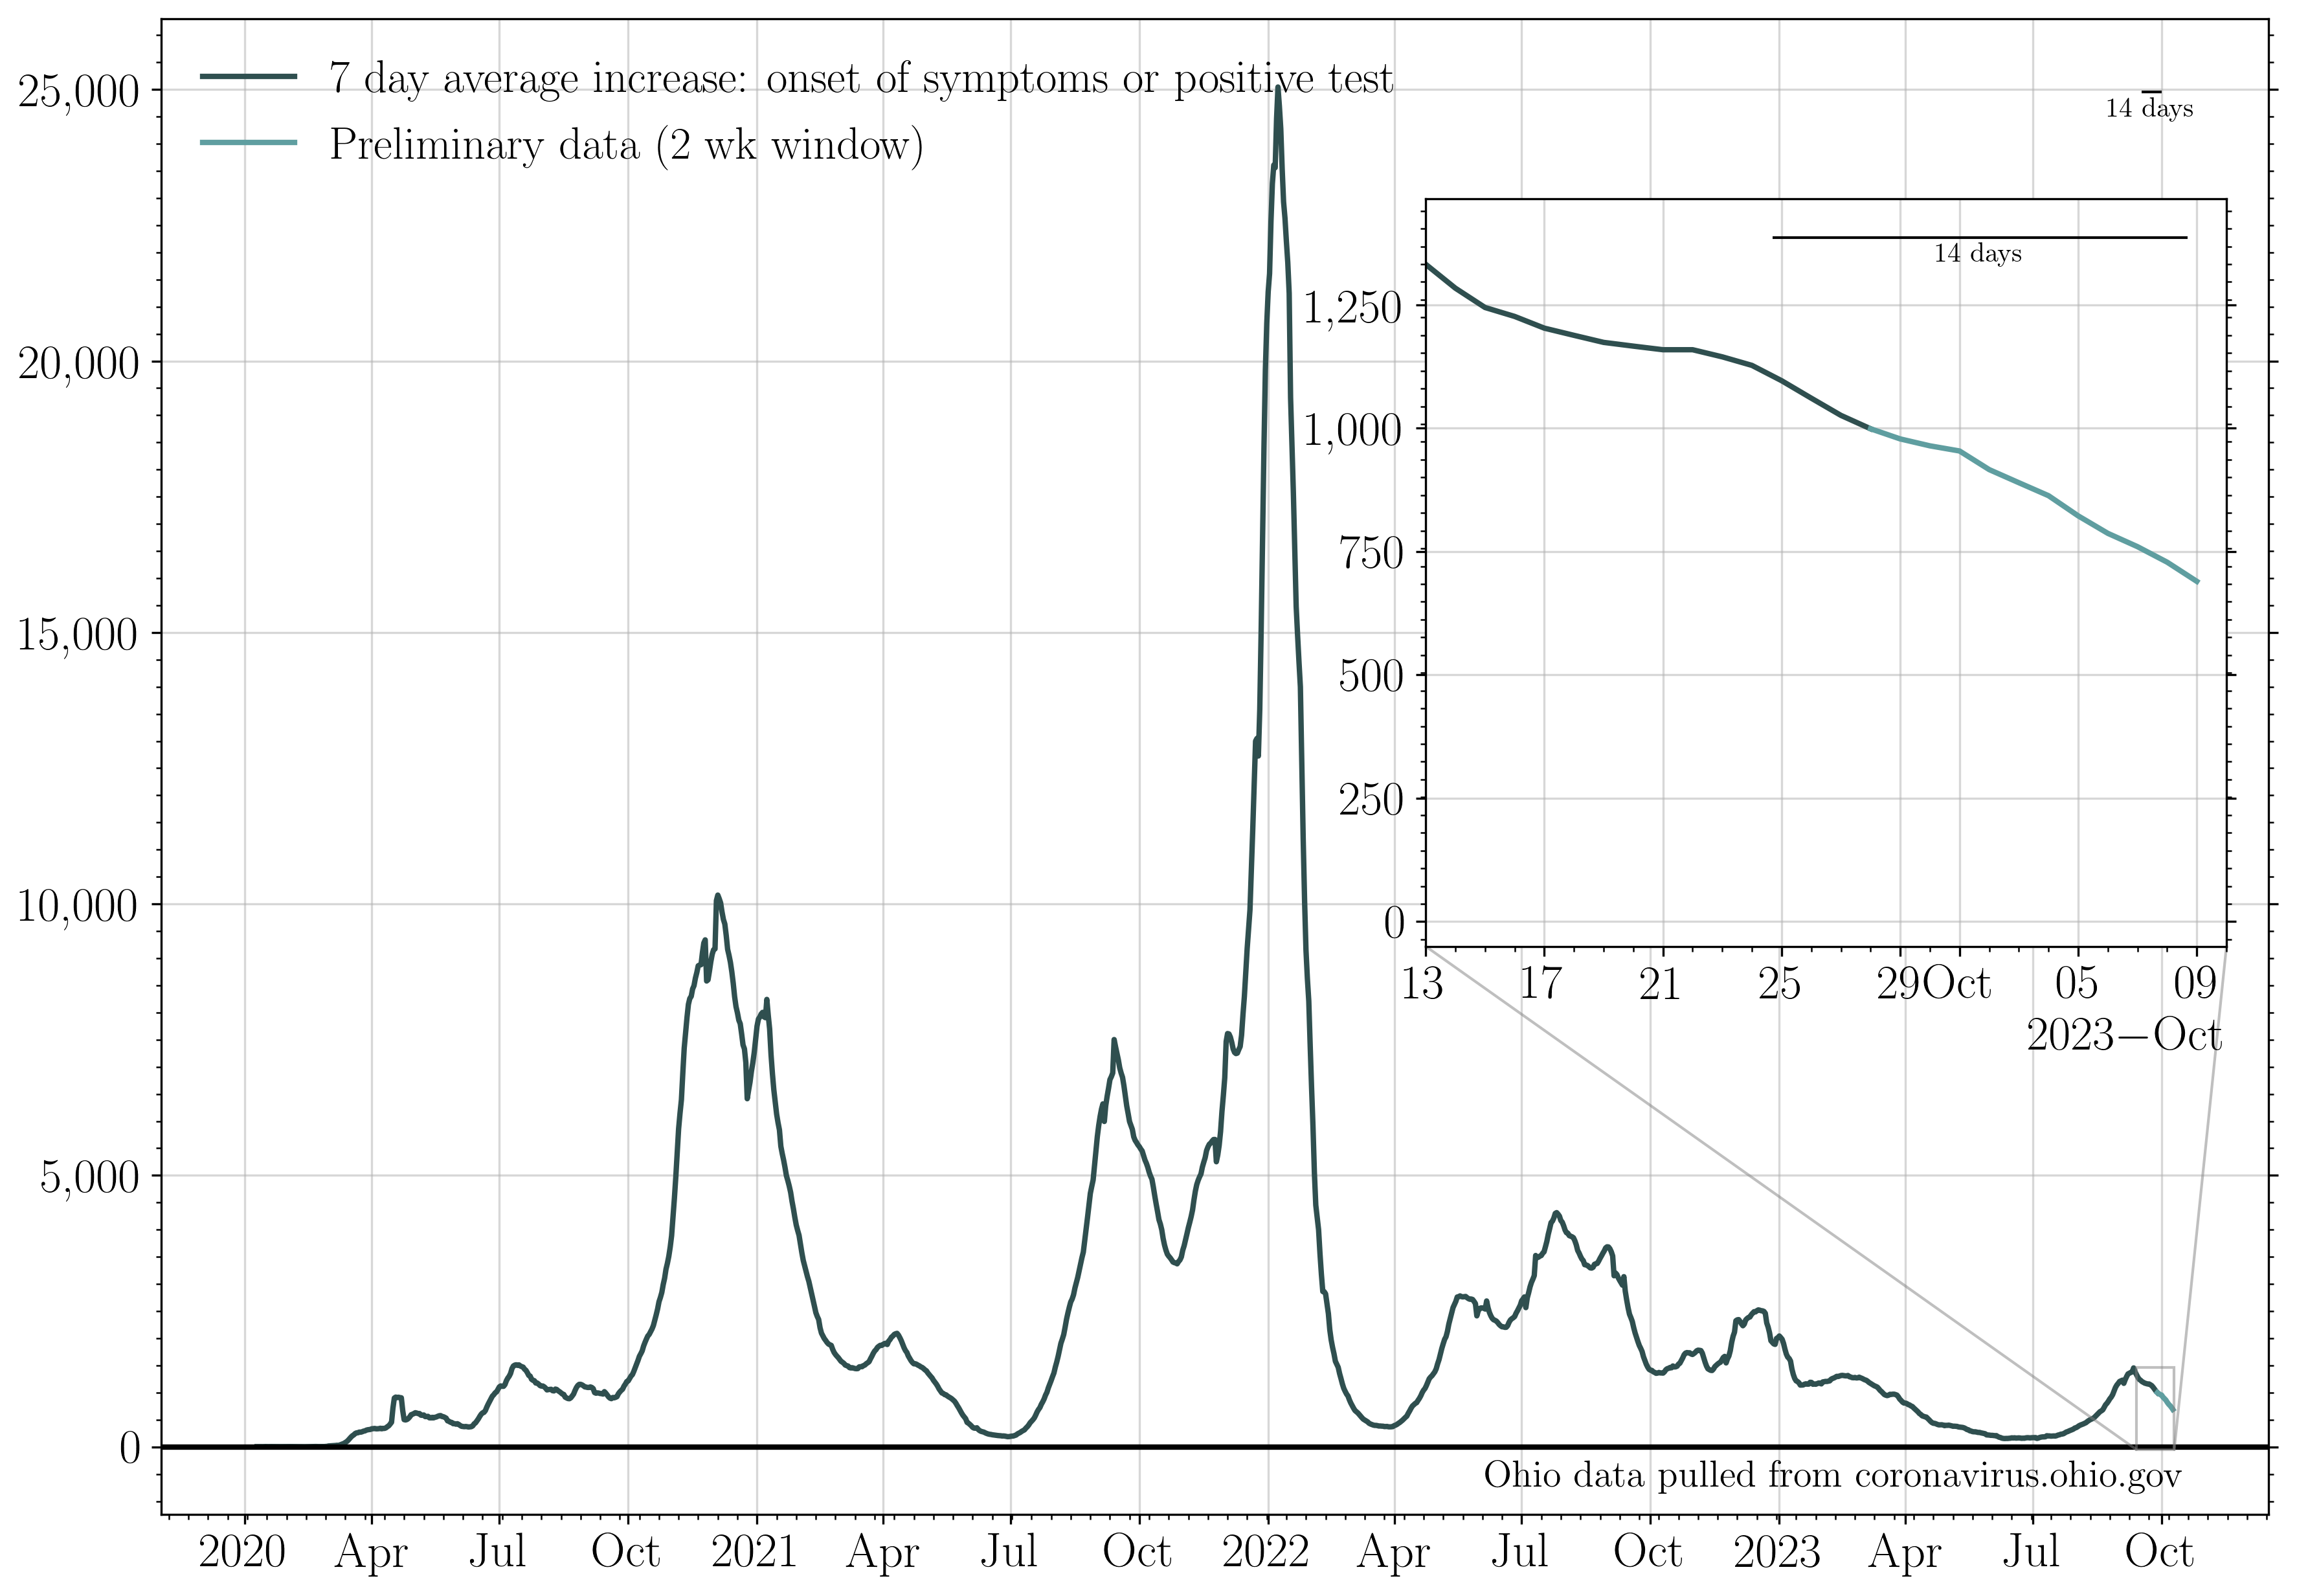 7 day average increase: onset of symptoms or positive test
Preliminary data (2 wk window)
14 days
25,000
20,000
15,000
10,000
5,000
0
14 days
1,250
1,000
750
500
250
0
13 17 21 25 29 Oct 05 09
2023-Oct
Ohio data pulled from coronavirus.ohio.gov
2020 Apr Jul Oct 2021 Apr Jul Oct 2022 Apr Jul Oct 2023 Apr Jul Oct